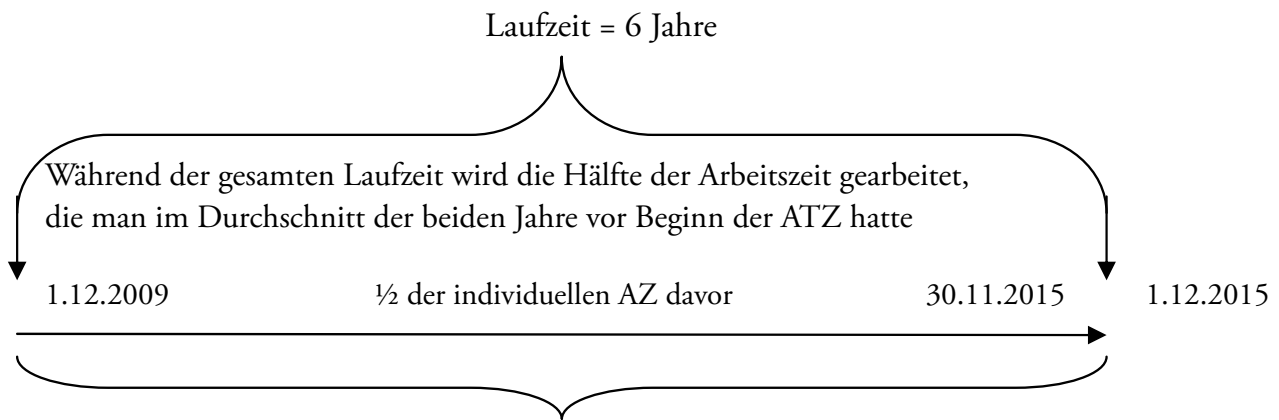 Laufzeit = 6 Jahre
Während der gesamten Laufzeit wird die Hälfte der Arbeitszeit gearbeitet,
die man im Durchschnitt der beiden Jahre vor Beginn der ATZ hatte
1.12.2009 ½ der individuellen AZ davor 30.11.2015 1.12.2015